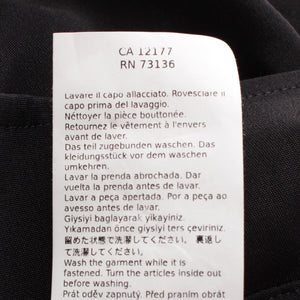 CA 12177
RN 73136
Lavare il capo allacciato. Rovesciare il
capo prima del lavaggio.
Néttoyer la pièce bouttonée.
Retournez le vêtement à l'envers
avant de laver.
Das teil zugebunden waschen. Das
kleidungsstück vor dem waschen
umkehren.
Lavar la prenda abrochada. Dar
vuelta la prenda antes de lavar.
Lavar a peça apertada. Por a peça ao
avesso antes de lavar.
Giysiyi baglayarak yikayiniz.
Yikamadan önce giysiyi ters çeviriniz.
留めた状態で洗濯してください。 裏返し
て洗濯してください。
Wash the garment while it is
fastened. Turn the articles inside out
before washing.
Prát oděv zapnutý. Před praním obrát